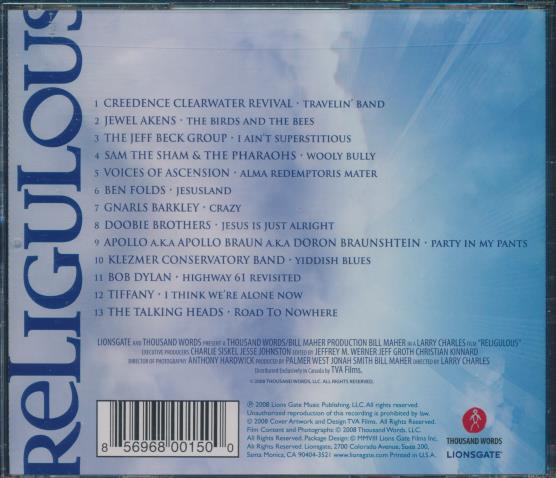 RELIGULOUS
1 CREEDENCE CLEARWATER REVIVAL · TRAVELIN' BAND
2 JEWEL AKENS · THE BIRDS AND THE BEES
3 THE JEFF BECK GROUP · I AIN'T SUPERSTITIOUS
4 SAM THE SHAM & THE PHARAOHS · WOOLY BULLY
5 VOICES OF ASCENSION · ALMA REDEMPTORIS MATER
6 BEN FOLDS · JESUSLAND
7 GNARLS BARKLEY · CRAZY
8 DOOBIE BROTHERS · JESUS IS JUST ALRIGHT
9 APOLLO A.K.A APOLLO BRAUN A.K.A DORON BRAUNSHTEIN · PARTY IN MY PANTS
10 KLEZMER CONSERVATORY BAND · YIDDISH BLUES
11 BOB DYLAN · HIGHWAY 61 REVISITED
12 TIFFANY · I THINK WE'RE ALONE NOW
13 THE TALKING HEADS · ROAD TO NOWHERE
LIONSGATE AND THOUSAND WORDS PRESENT A THOUSAND WORDS/BILL MAHER PRODUCTION BILL MAHER IN A LARRY CHARLES FILM "RELIGULOUS"
EXECUTIVE PRODUCERS CHARLIE SISKEL JESSE JOHNSTON EDITED BY JEFFREY M. WERNER JEFF GROTH CHRISTIAN KINNARD
DIRECTOR OF PHOTOGRAPHY ANTHONY HARDWICK PRODUCED BY PALMER WEST JONAH SMITH BILL MAHER DIRECTED BY LARRY CHARLES
Distributed Exclusively in Canada by TVA Films.
© 2008 THOUSAND WORDS, LLC. ALL RIGHTS RESERVED.
℗ 2008 Lions Gate Music Publishing, LLC. All rights reserved.
Unauthorised reproduction of this recording is prohibited by law.
© 2008 Cover Artwork and Design TVA Films. All Rights Reserved.
Film Content and Photographs: © 2008 Thousand Words, LLC.
All Rights Reserved. Package Design: © MMVIII Lions Gate Films Inc.
All Rights Reserved. Lionsgate, 2700 Colorado Avenue, Suite 200,
Santa Monica, CA 90404-3521 www.lionsgate.com Printed in U.S.A.
8 56968 00150 0
THOUSAND WORDS
LIONSGATE